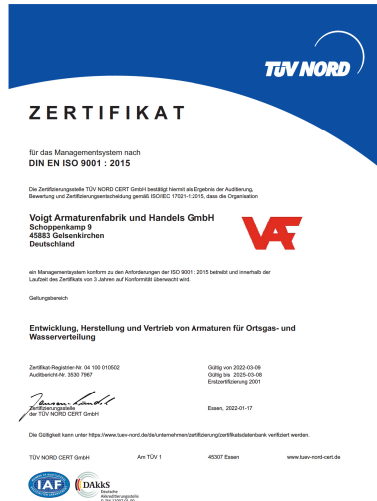 TÜV NORD
ZERTIFIKAT
für das Managementsystem nach
DIN EN ISO 9001 : 2015
Die Zertifizierungsstelle TÜV NORD CERT GmbH bestätigt hiermit alsErgebnis der Auditierung,
Bewertung und Zertifizierungsentscheidung gemäß ISO/IEC 17021-1:2015, dass die Organisation
Voigt Armaturenfabrik und Handels GmbH
Schoppenkamp 9
45883 Gelsenkirchen
Deutschland
VAF
ein Managementsystem konform zu den Anforderungen der ISO 9001 : 2015 betreibt und innerhalb der
Laufzeit des Zertifikats von 3 Jahren auf Konformität überwacht wird.
Geltungsbereich
Entwicklung, Herstellung und Vertrieb von Armaturen für Ortsgas- und
Wasserverteilung
Zertifikat-Registrier-Nr. 04 100 010502
Auditbericht-Nr. 3530 7967
Gültig von 2022-03-09
Gültig bis 2025-03-08
Erstzertifizierung 2001
Zertifizierungsstelle
der TÜV NORD CERT GmbH
Essen, 2022-01-17
Die Gültigkeit kann unter https://www.tuev-nord.de/de/unternehmen/zertifizierung/zertifikatsdatenbank verifiziert werden.
TÜV NORD CERT GmbH Am TÜV 1 45307 Essen www.tuev-nord.de
IAF
DAkkS
Deutsche
Akkreditierungsstelle